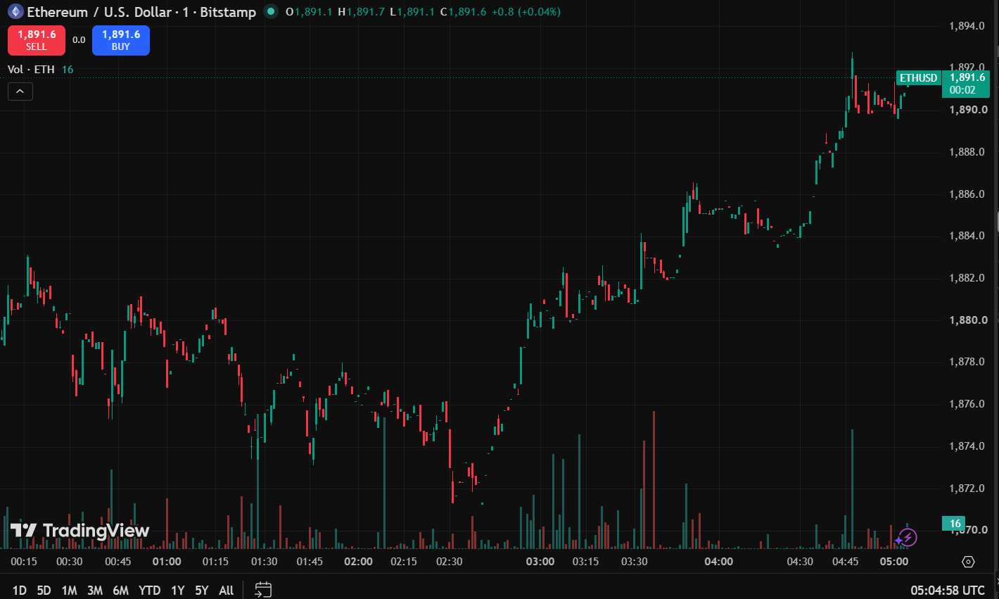 Ethereum / U.S. Dollar · 1 · Bitstamp O1,891.1 H1,891.7 L1,891.1 C1,891.6 +0.8 (+0.04%)
1,891.6 SELL
0.0
1,891.6 BUY
Vol · ETH 16
1,894.0
1,892.0
ETHUSD 1,891.6
00:02
1,890.0
1,888.0
1,886.0
1,884.0
1,882.0
1,880.0
1,878.0
1,876.0
1,874.0
1,872.0
16
TradingView
00:15 00:30 00:45 01:00 01:15 01:30 01:45 02:00 02:15 02:30 03:00 03:15 03:30 04:00 04:30 04:45 05:00
1D 5D 1M 3M 6M YTD 1Y 5Y All
05:04:58 UTC